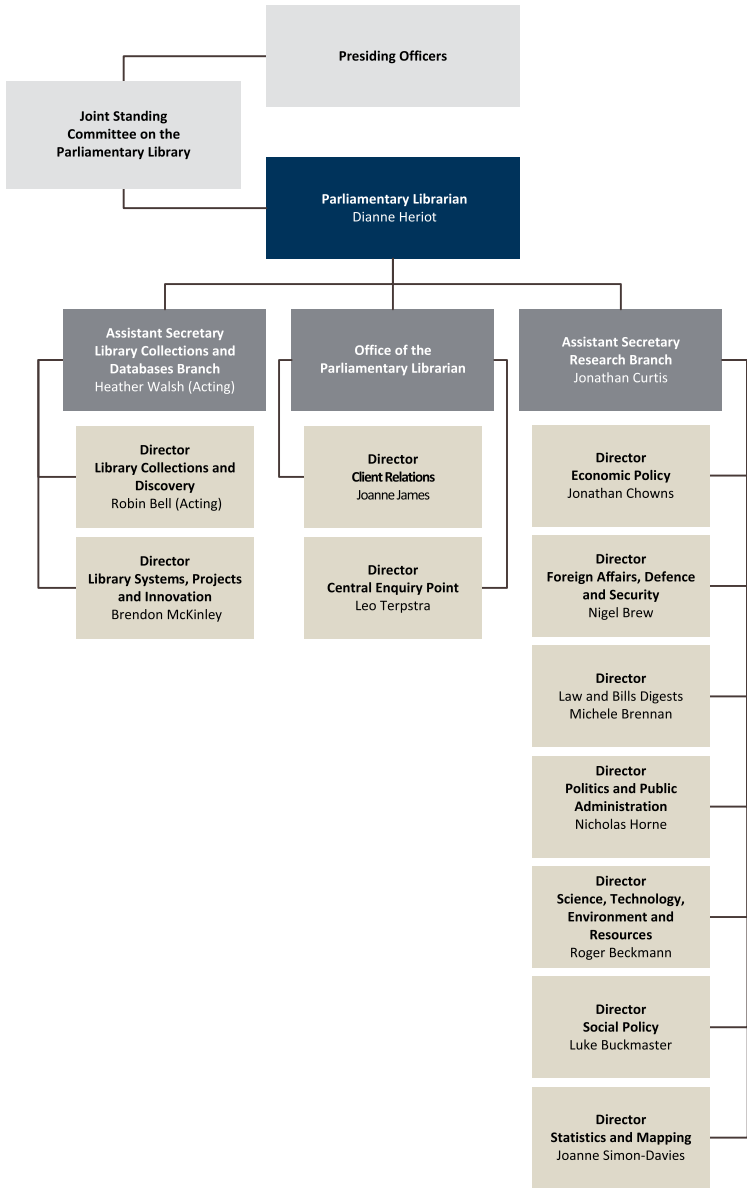 Presiding Officers
Joint Standing
Committee on the
Parliamentary Library
Parliamentary Librarian
Dianne Heriot
Assistant Secretary
Library Collections and
Databases Branch
Heather Walsh (Acting)
Director
Library Collections and
Discovery
Robin Bell (Acting)
Director
Library Systems, Projects
and Innovation
Brendon McKinley
Office of the
Parliamentary Librarian
Director
Client Relations
Joanne James
Director
Central Enquiry Point
Leo Terpstra
Assistant Secretary
Research Branch
Jonathan Curtis
Director
Economic Policy
Jonathan Chowns
Director
Foreign Affairs, Defence
and Security
Nigel Brew
Director
Law and Bills Digests
Michele Brennan
Director
Politics and Public
Administration
Nicholas Horne
Director
Science, Technology,
Environment and
Resources
Roger Beckmann
Director
Social Policy
Luke Buckmaster
Director
Statistics and Mapping
Joanne Simon-Davies